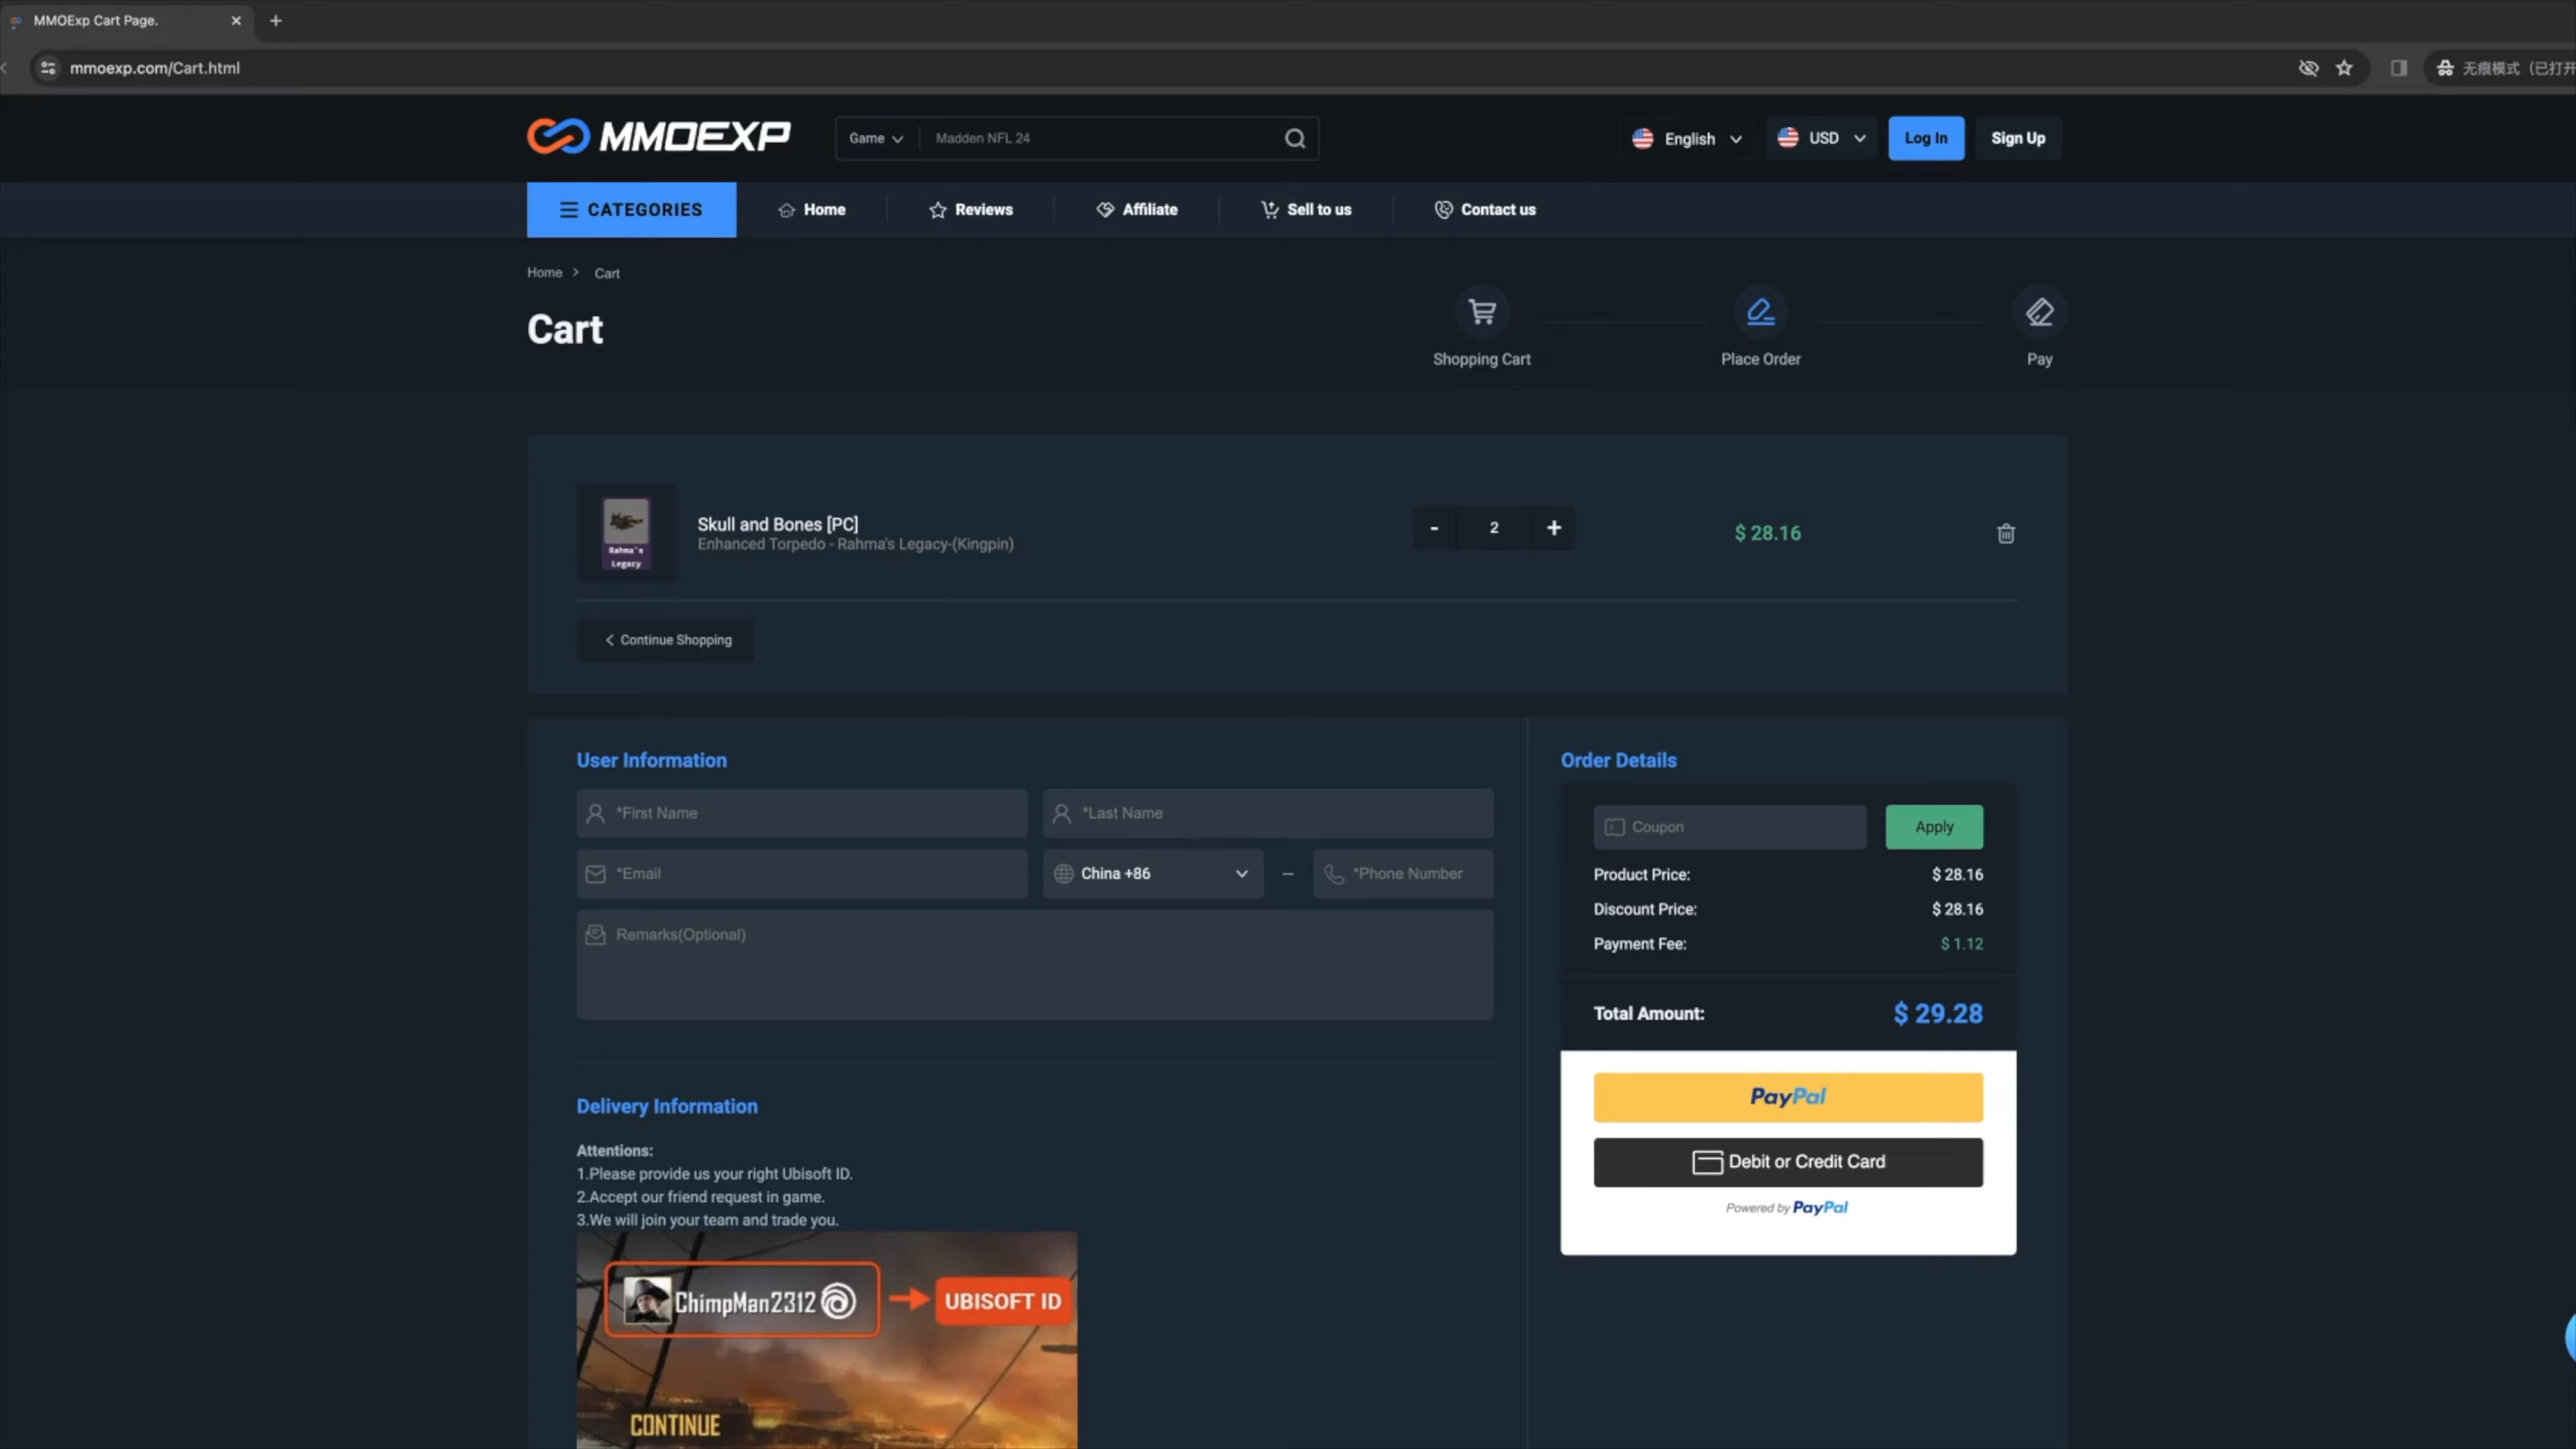 MMOExp Cart Page.
mmoexp.com/Cart.html
无痕模式（已打开
MMOEXP
Game
Madden NFL 24
English
USD
Log In
Sign Up
CATEGORIES
Home
Reviews
Affiliate
Sell to us
Contact us
Home > Cart
Cart
Shopping Cart
Place Order
Pay
Rahma's
Legacy
Skull and Bones [PC]
Enhanced Torpedo - Rahma's Legacy-(Kingpin)
- 2 +
$ 28.16
Continue Shopping
User Information
*First Name
*Last Name
*Email
China +86
–
*Phone Number
Remarks(Optional)
Order Details
Coupon
Apply
Product Price: $ 28.16
Discount Price: $ 28.16
Payment Fee: $ 1.12
Total Amount: $ 29.28
PayPal
Debit or Credit Card
Powered by PayPal
Delivery Information
Attentions:
1.Please provide us your right Ubisoft ID.
2.Accept our friend request in game.
3.We will join your team and trade you.
ChimpMan2312
UBISOFT ID
CONTINUE